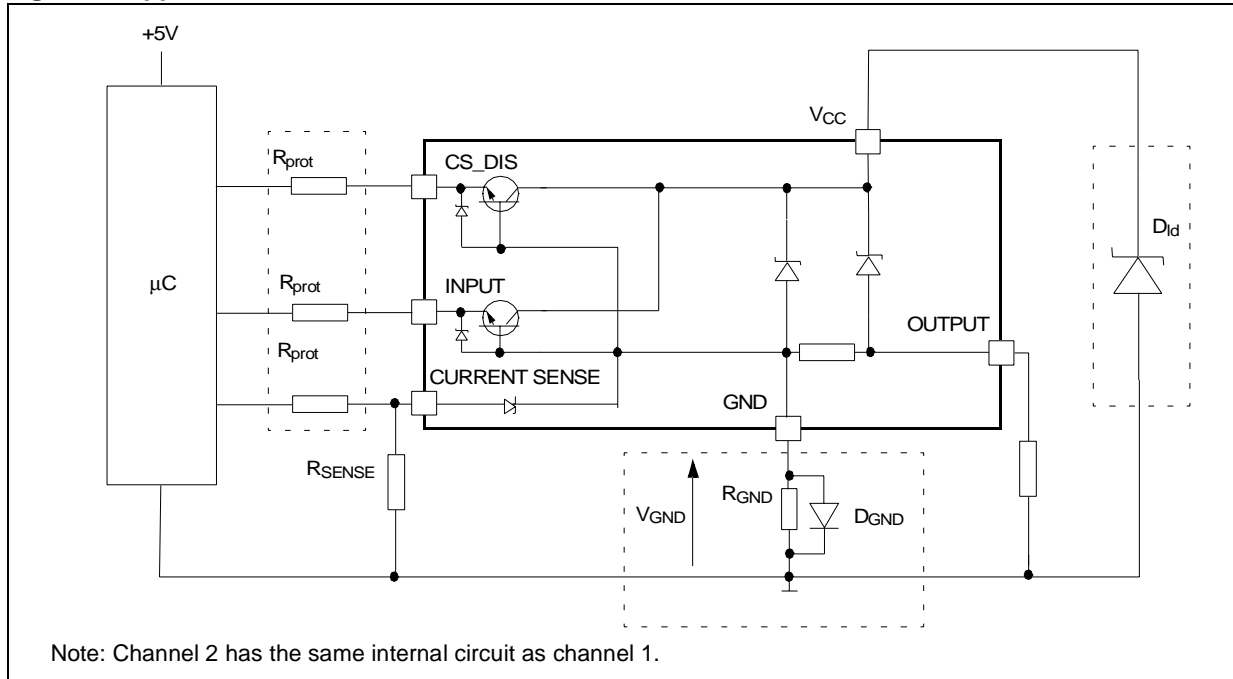 +5V
VCC
Rprot
CS_DIS
Dld
μC
Rprot
INPUT
OUTPUT
Rprot
CURRENT SENSE
GND
RSENSE
RGND
VGND
DGND
Note: Channel 2 has the same internal circuit as channel 1.